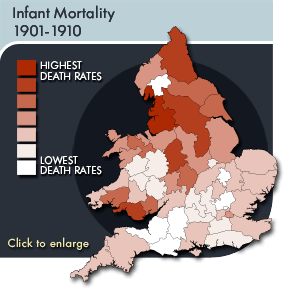 Infant Mortality
1901-1910
HIGHEST
DEATH RATES
LOWEST
DEATH RATES
Click to enlarge